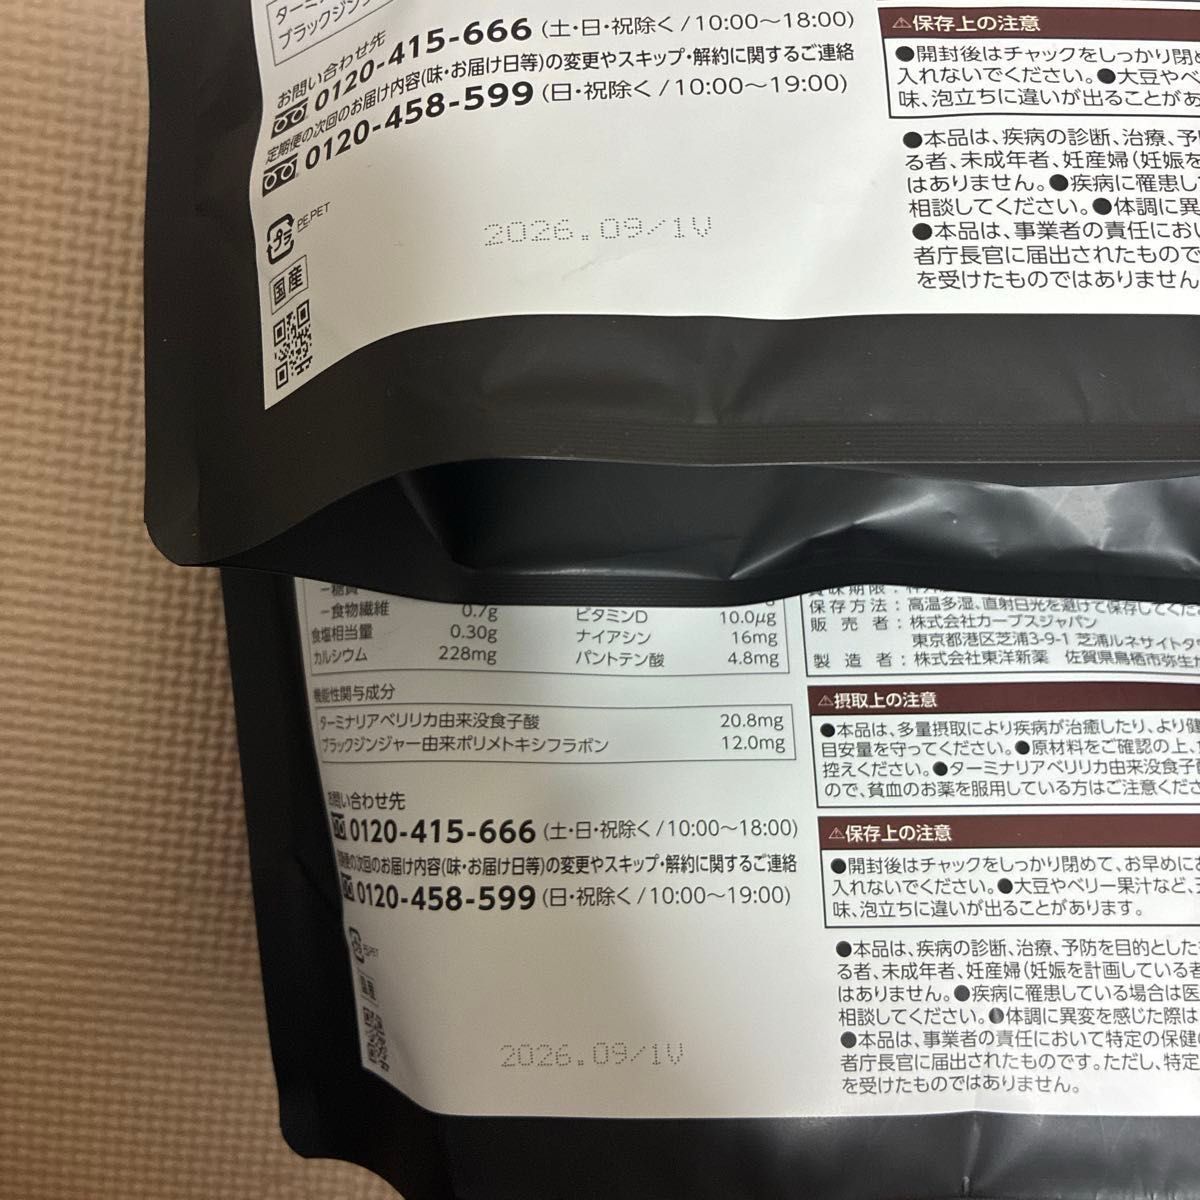 ターミ
ブラックジンジ
お問い合わせ先
0120-415-666 (土・日・祝除く/10:00～18:00)
定期便の次回のお届け内容(味・お届け日等)の変更やスキップ・解約に関するご連絡
0120-458-599 (日・祝除く/10:00～19:00)
プラ PE,PET
国産
2026.09/1V
⚠保存上の注意
●開封後はチャックをしっかり閉め
入れないでください。●大豆やベ
味、泡立ちに違いが出ることがあ
●本品は、疾病の診断、治療、予
る者、未成年者、妊産婦(妊娠を
はありません。●疾病に罹患し
相談してください。●体調に異
●本品は、事業者の責任におい
者庁長官に届出されたもので
を受けたものではありません
－糖質
－食物繊維 0.7g ビタミンD 10.0μg
食塩相当量 0.30g ナイアシン 16mg
カルシウム 228mg パントテン酸 4.8mg
機能性関与成分
ターミナリアベリリカ由来没食子酸 20.8mg
ブラックジンジャー由来ポリメトキシフラボン 12.0mg
お問い合わせ先
0120-415-666 (土・日・祝除く/10:00～18:00)
の次回のお届け内容(味・お届け日等)の変更やスキップ・解約に関するご連絡
0120-458-599 (日・祝除く/10:00～19:00)
プラ PE,PET
国産
2026.09/1V
賞味期限：
保存方法：高温多湿、直射日光を避けて保存してくだ
販売者：株式会社カーブスジャパン
東京都港区芝浦3-9-1 芝浦ルネサイトタ
製造者：株式会社東洋新薬 佐賀県鳥栖市弥生
⚠摂取上の注意
●本品は、多量摂取により疾病が治癒したり、より健
目安量を守ってください。●原材料をご確認の上、
控えください。●ターミナリアベリリカ由来没食子酸
ので、貧血のお薬を服用している方はご注意くださ
⚠保存上の注意
●開封後はチャックをしっかり閉めて、お早めに
入れないでください。●大豆やベリー果汁など、
味、泡立ちに違いが出ることがあります。
●本品は、疾病の診断、治療、予防を目的とした
る者、未成年者、妊産婦(妊娠を計画している者
はありません。●疾病に罹患している場合は医
相談してください。●体調に異変を感じた際は
●本品は、事業者の責任において特定の保健
者庁長官に届出されたものです。ただし、特定
を受けたものではありません。